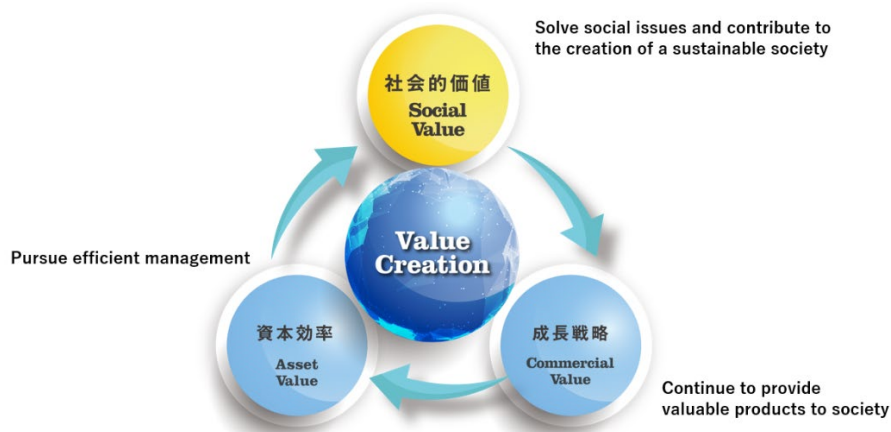 Solve social issues and contribute to
the creation of a sustainable society
社会的価値
Social
Value
Value
Creation
Pursue efficient management
資本効率
Asset
Value
成長戦略
Commercial
Value
Continue to provide
valuable products to society